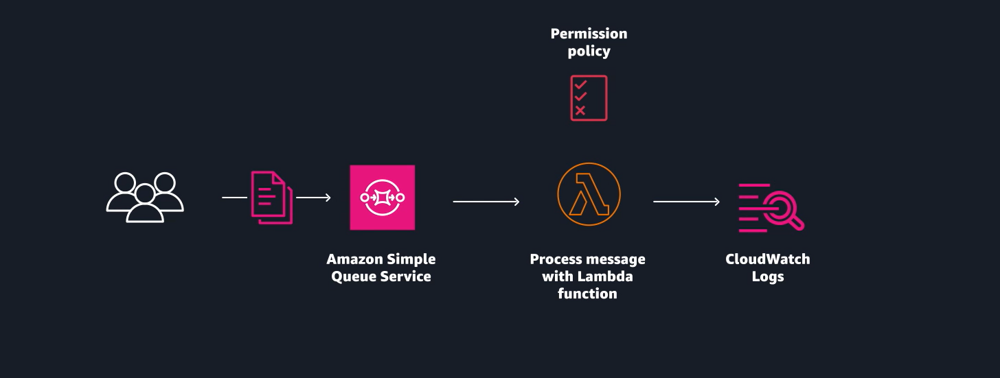 Permission
policy
Amazon Simple
Queue Service
Process message
with Lambda
function
CloudWatch
Logs